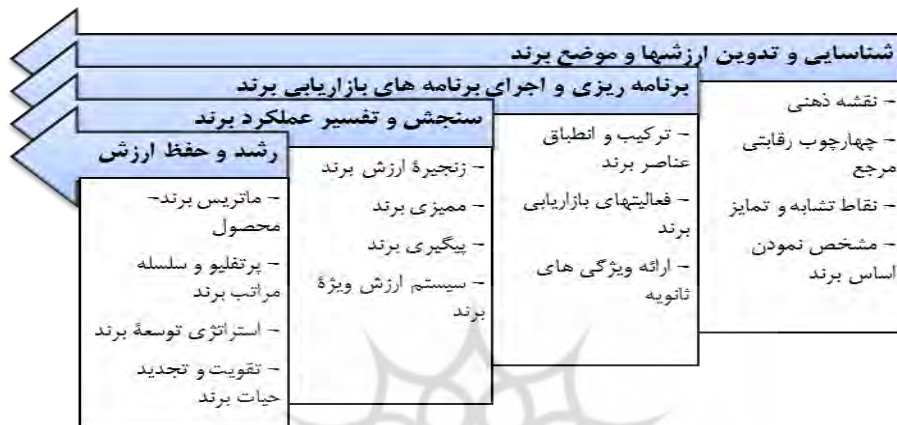 شناسایی و تدوین ارزشها و موضع برند
- نقشه ذهنی
- چهارچوب رقابتی
مرجع
- نقاط تشابه و تمایز
- مشخص نمودن
اساس برند
برنامه ریزی و اجرای برنامه های بازاریابی برند
- ترکیب و انطباق
عناصر برند
- فعالیتهای بازاریابی
برند
- ارائه ویژگی های
ثانویه
سنجش و تفسیر عملکرد برند
- زنجیرهٔ ارزش برند
- ممیزی برند
- پیگیری برند
- سیستم ارزش ویژهٔ
برند
رشد و حفظ ارزش
- ماتریس برند-
محصول
- پرتفلیو و سلسله
مراتب برند
- استراتژی توسعهٔ برند
- تقویت و تجدید
حیات برند